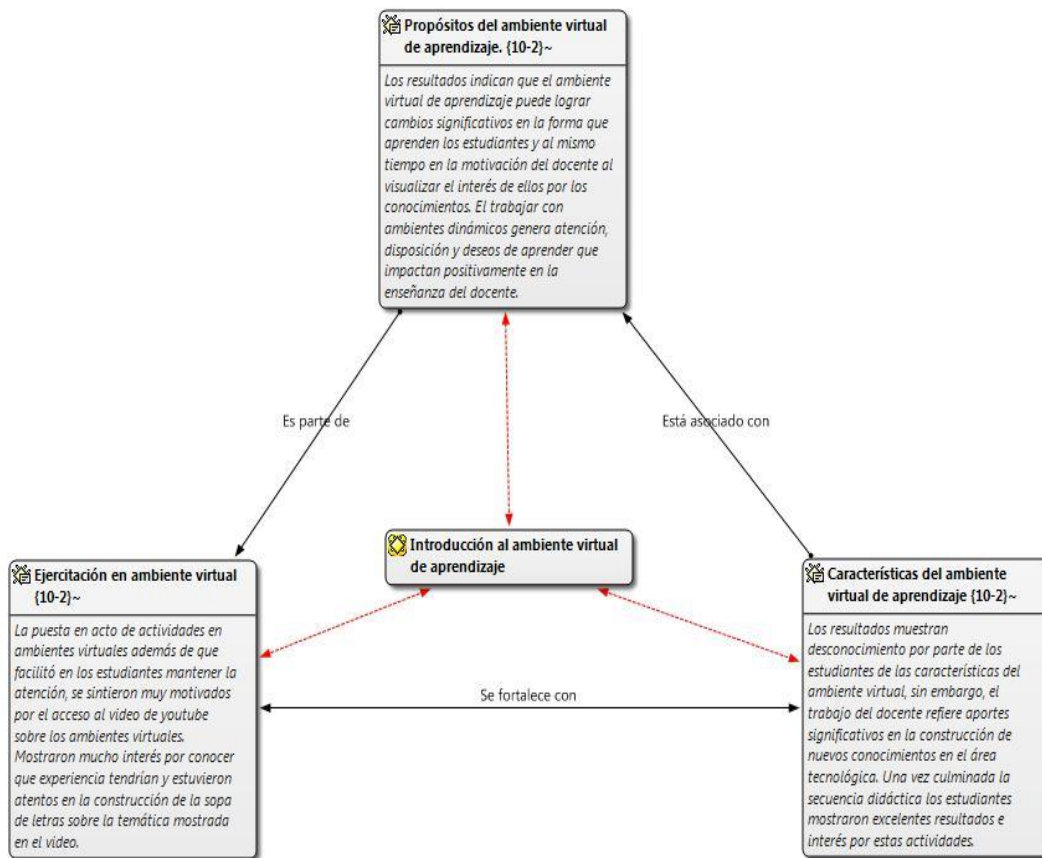 Propósitos del ambiente virtual
de aprendizaje. {10-2}~
Los resultados indican que el ambiente
virtual de aprendizaje puede lograr
cambios significativos en la forma que
aprenden los estudiantes y al mismo
tiempo en la motivación del docente al
visualizar el interés de ellos por los
conocimientos. El trabajar con
ambientes dinámicos genera atención,
disposición y deseos de aprender que
impactan positivamente en la
enseñanza del docente.
Es parte de
Está asociado con
Introducción al ambiente virtual
de aprendizaje
Ejercitación en ambiente virtual
{10-2}~
La puesta en acto de actividades en
ambientes virtuales además de que
facilitó en los estudiantes mantener la
atención, se sintieron muy motivados
por el acceso al video de youtube
sobre los ambientes virtuales.
Mostraron mucho interés por conocer
que experiencia tendrían y estuvieron
atentos en la construcción de la sopa
de letras sobre la temática mostrada
en el video.
Se fortalece con
Características del ambiente
virtual de aprendizaje {10-2}~
Los resultados muestran
desconocimiento por parte de los
estudiantes de las características del
ambiente virtual, sin embargo, el
trabajo del docente refiere aportes
significativos en la construcción de
nuevos conocimientos en el área
tecnológica. Una vez culminada la
secuencia didáctica los estudiantes
mostraron excelentes resultados e
interés por estas actividades.